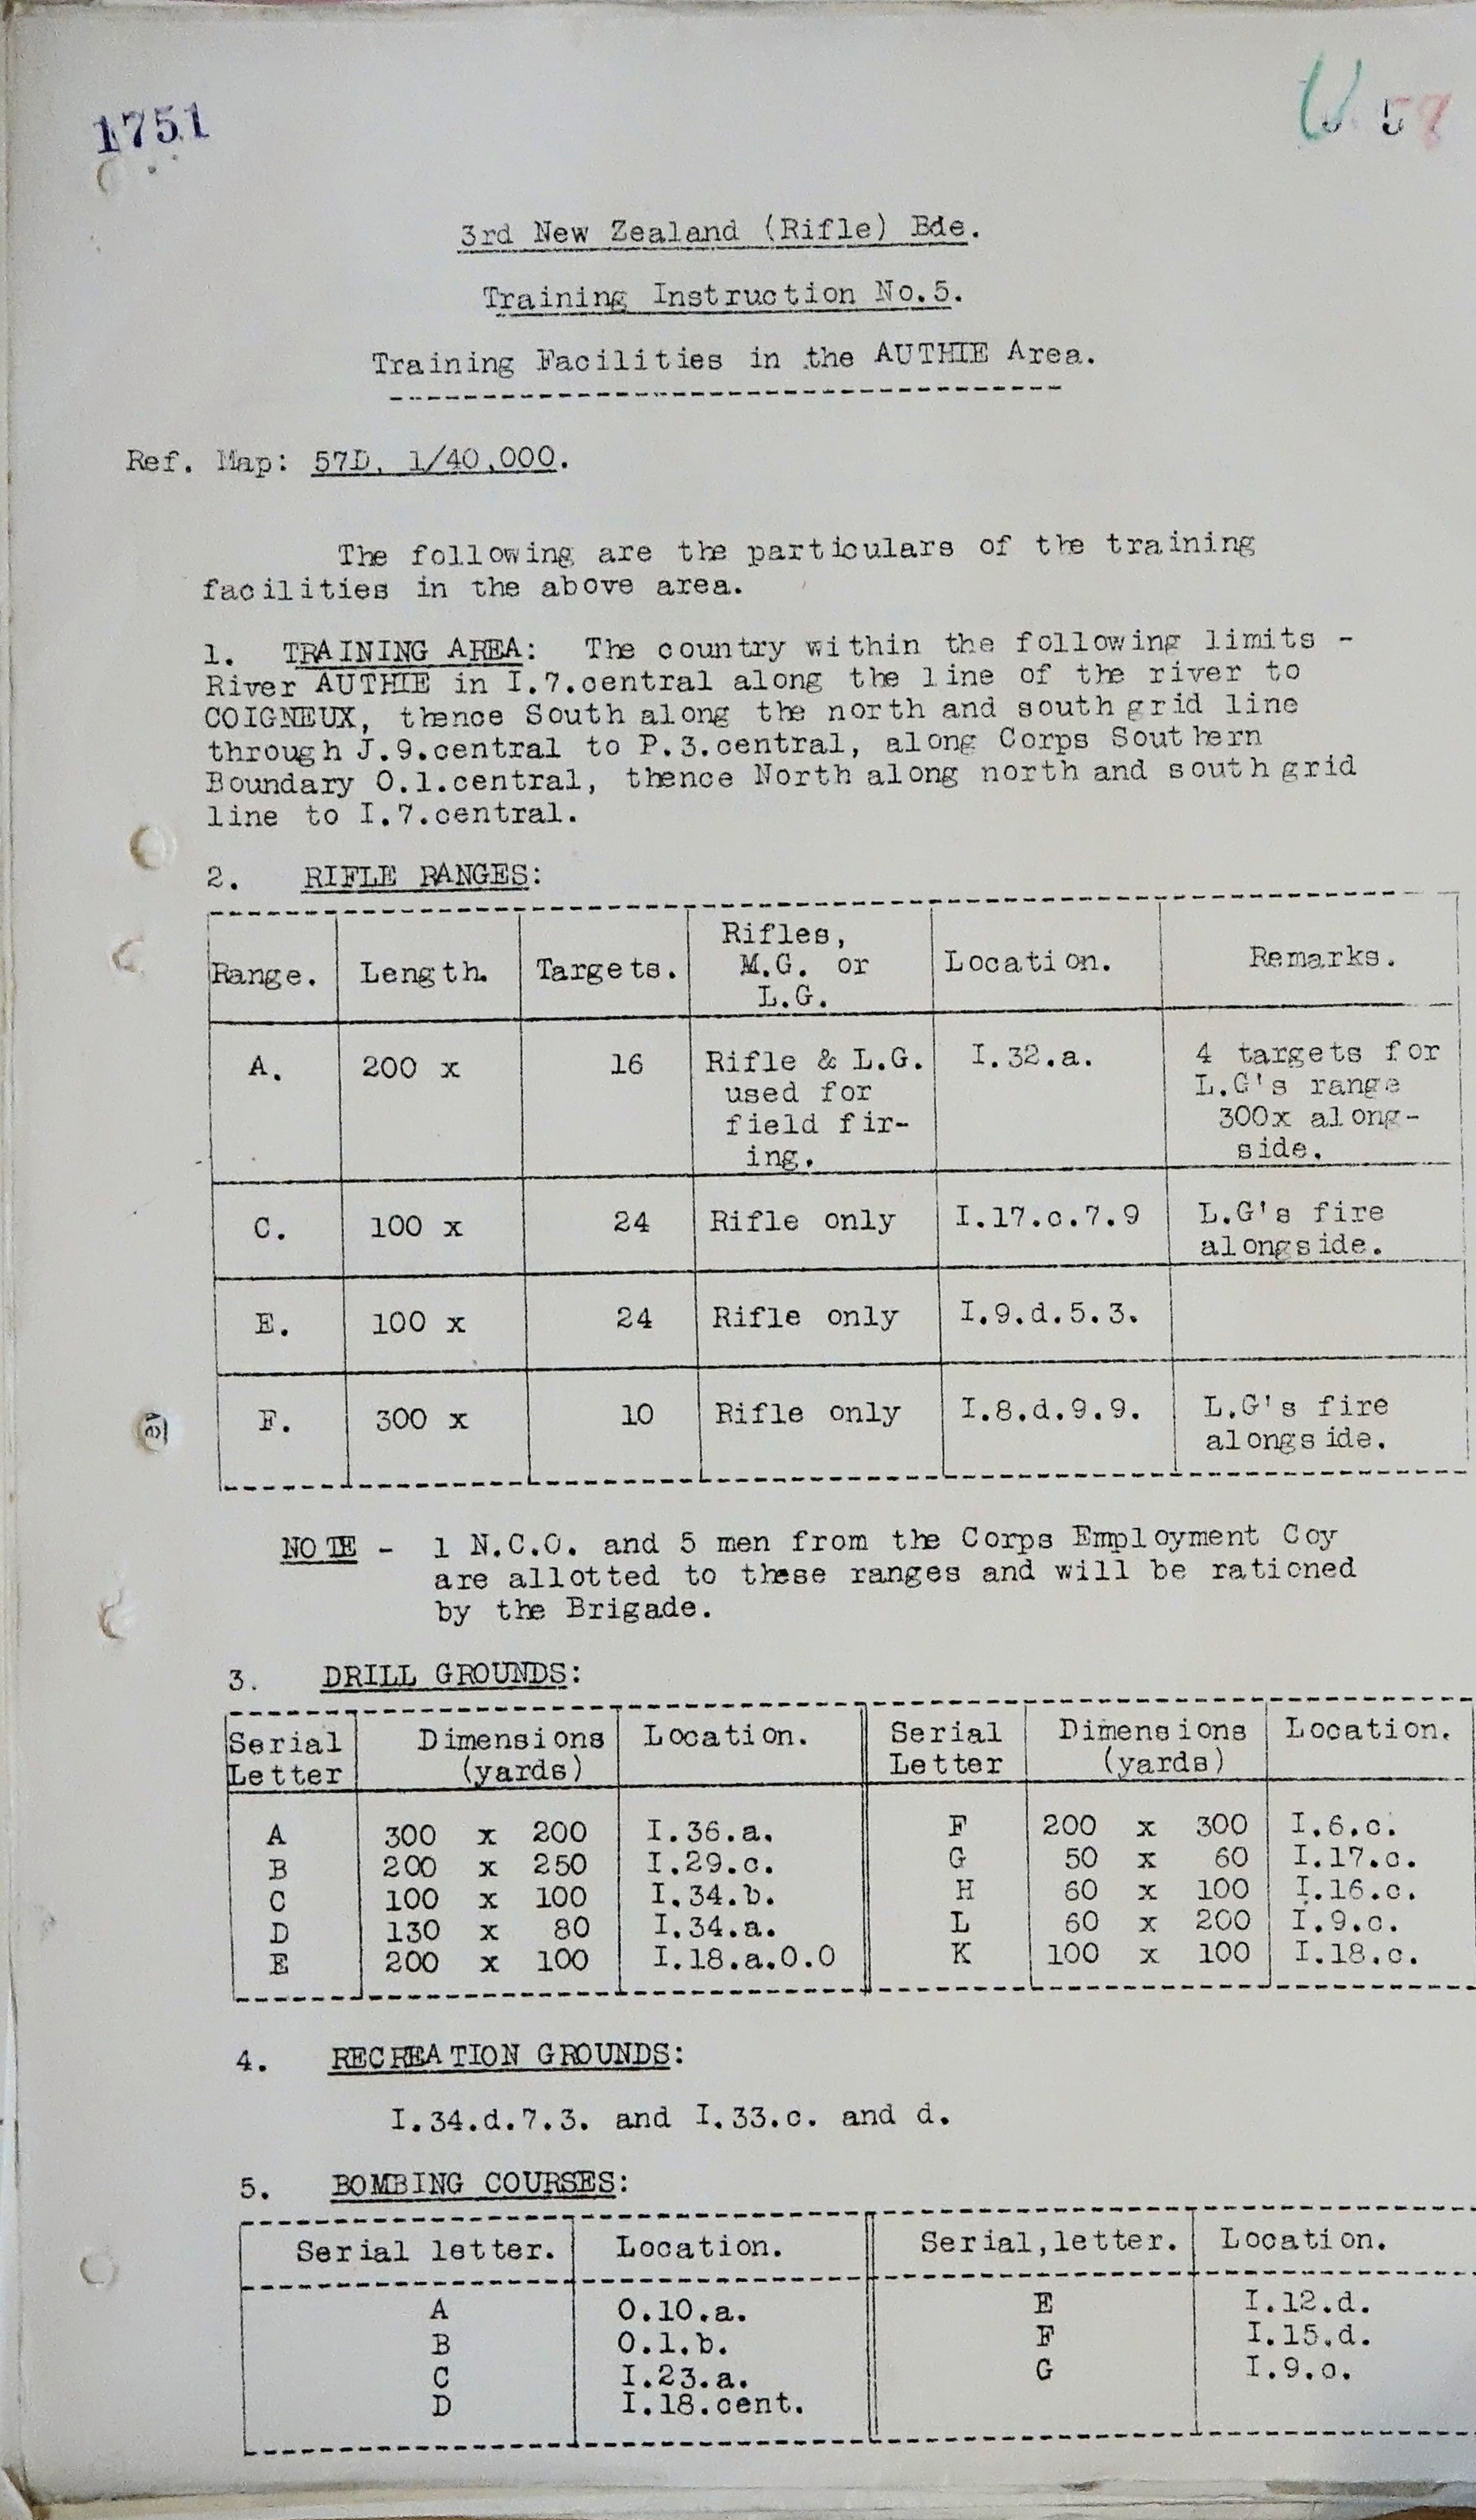 1751
57
3rd New Zealand (Rifle) Bde.
Training Instruction No.5.
Training Facilities in the AUTHIE Area.
Ref. Map: 57D. 1/40,000.
The following are the particulars of the training
facilities in the above area.
1. TRAINING AREA: The country within the following limits -
River AUTHIE in I.7.central along the line of the river to
COIGNEUX, thence South along the north and south grid line
through J.9.central to P.3.central, along Corps Southern
Boundary O.1.central, thence North along north and south grid
line to I.7.central.
2. RIFLE RANGES:
Range. Length. Targets. Rifles, M.G. or L.G. Location. Remarks.
A. 200 x 16 Rifle & L.G. I.32.a. 4 targets for
used for L.G's range
field fir- 300x along-
ing. side.
C. 100 x 24 Rifle only I.17.c.7.9 L.G's fire
alongside.
E. 100 x 24 Rifle only I.9.d.5.3.
F. 300 x 10 Rifle only I.8.d.9.9. L.G's fire
alongside.
NOTE - 1 N.C.O. and 5 men from the Corps Employment Coy
are allotted to these ranges and will be rationed
by the Brigade.
3. DRILL GROUNDS:
Serial Dimensions Location. Serial Dimensions Location.
Letter (yards) Letter (yards)
A 300 x 200 I.36.a. F 200 x 300 I.6.c.
B 200 x 250 I.29.c. G 50 x 60 I.17.c.
C 100 x 100 I.34.b. H 60 x 100 I.16.c.
D 130 x 80 I.34.a. L 60 x 200 I.9.c.
E 200 x 100 I.18.a.0.0 K 100 x 100 I.18.c.
4. RECREATION GROUNDS:
I.34.d.7.3. and I.33.c. and d.
5. BOMBING COURSES:
Serial letter. Location. Serial,letter. Location.
A O.10.a. E I.12.d.
B O.1.b. F I.15.d.
C I.23.a. G I.9.c.
D I.18.cent.